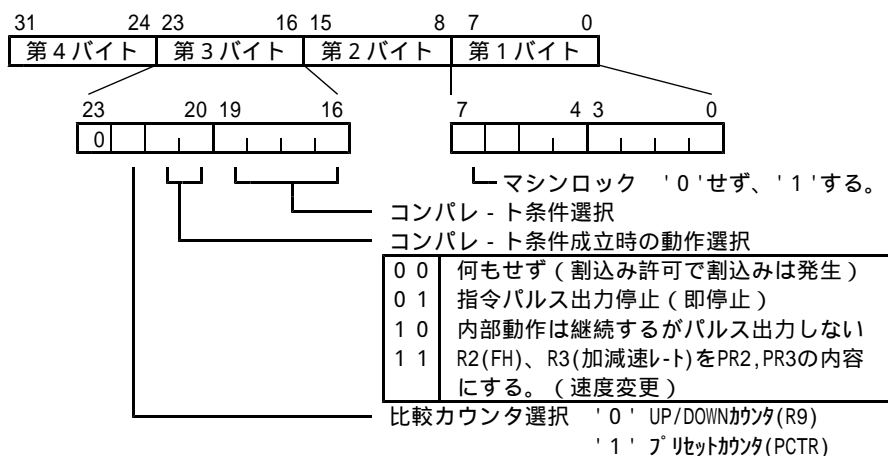 31 24 23 16 15 8 7 0
第4バイト 第3バイト 第2バイト 第1バイト
23 20 19 16 7 4 3 0
0
マシンロック '0'せず、'1'する。
コンパレ-ト条件選択
コンパレ-ト条件成立時の動作選択
0 0 何もせず(割込み許可で割込みは発生)
0 1 指令パルス出力停止(即停止)
1 0 内部動作は継続するがパルス出力しない
1 1 R2(FH)、R3(加減速ﾚ-ﾄ)をPR2,PR3の内容
にする。(速度変更)
比較カウンタ選択 '0' UP/DOWNｶｳﾝﾀ(R9)
'1' ﾌﾟﾘｾｯﾄｶｳﾝﾀ(PCTR)